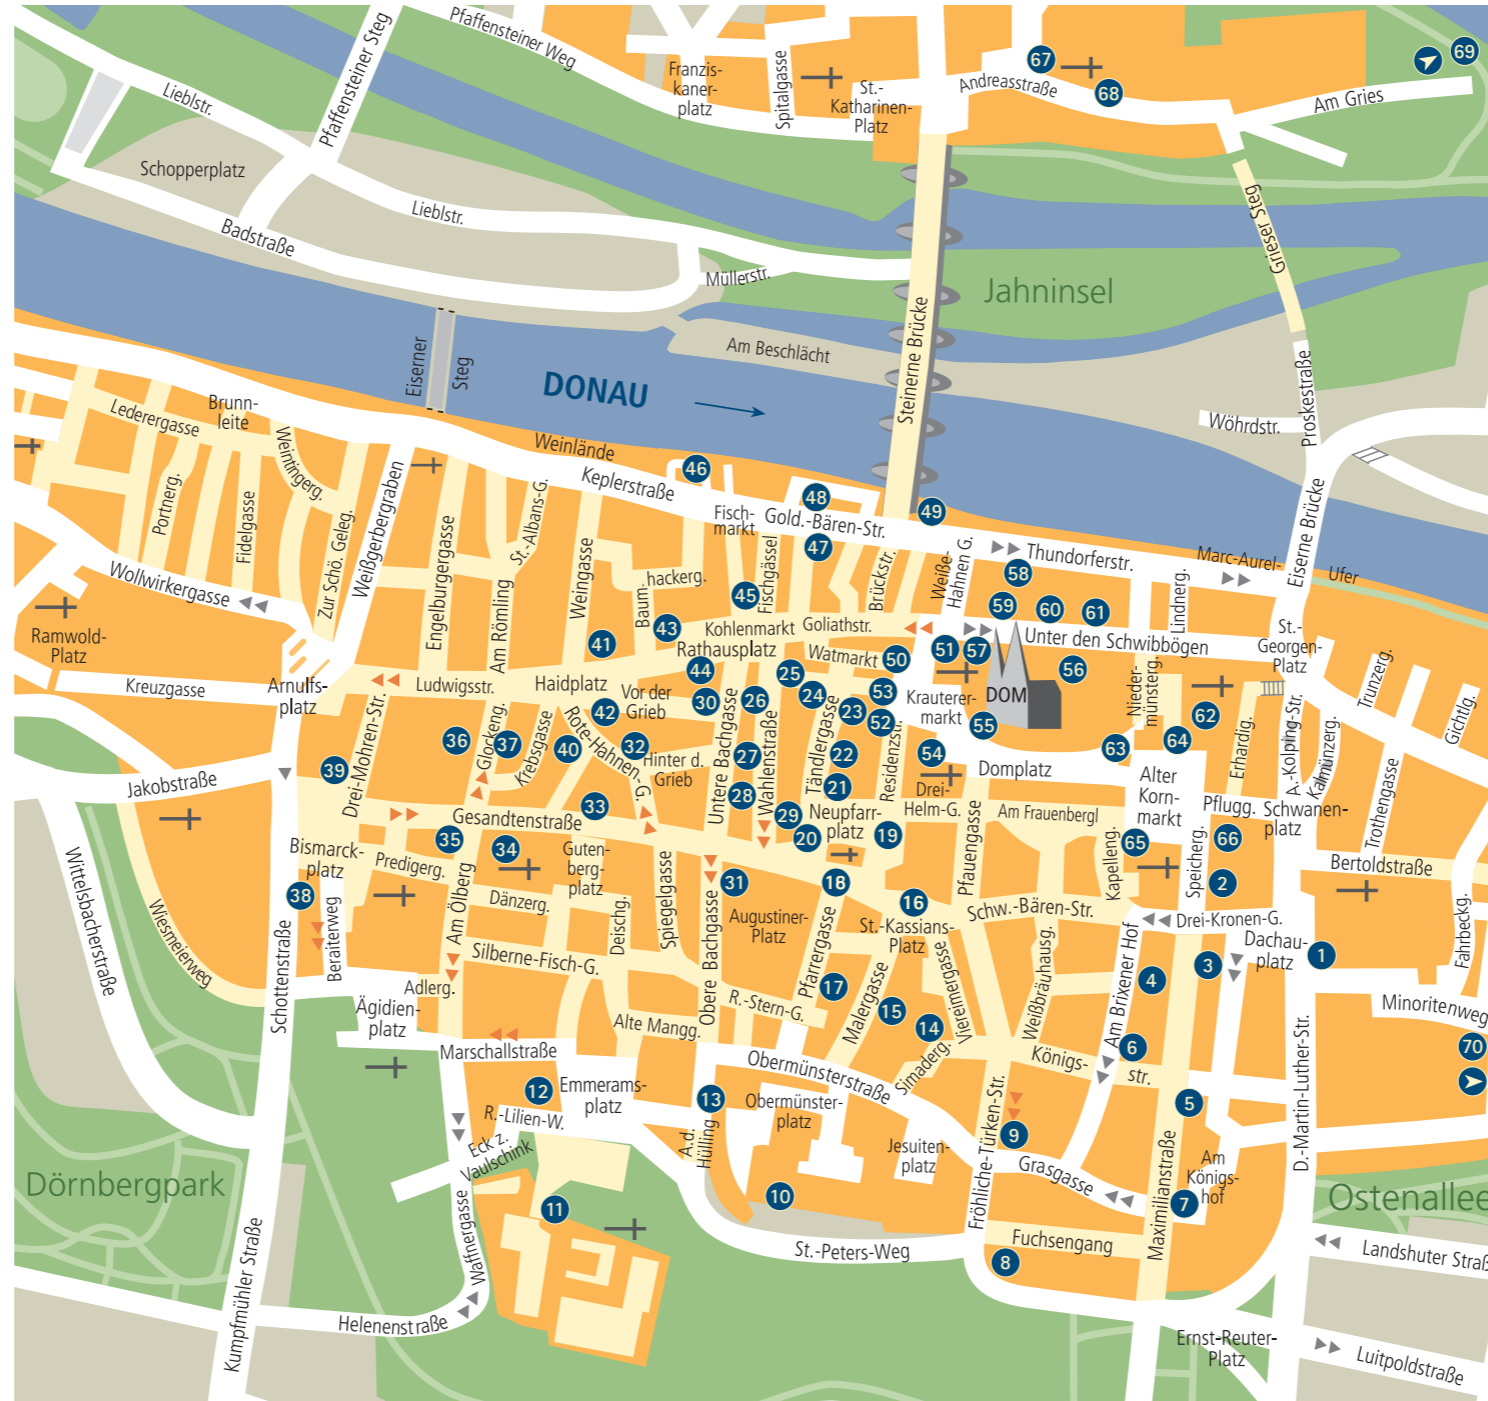 Pfaffensteiner Weg
Pfaffensteiner Steg
Lieblstr.
Franzis-
kaner-
platz
Spitalgasse
St.-
Katharinen-
Platz
67
Andreasstraße
68
69
Am Gries
Schopperplatz
Lieblstr.
Badstraße
Müllerstr.
Grieser Steg
Jahninsel
Steinerne Brücke
Am Beschlächt
Eiserner
Steg
DONAU
Proskestraße
Wöhrdstr.
Eiserne Brücke
Lederergasse
Brunn-
leite
Weintingerg.
Portnerg.
Fidelgasse
Zur Schö. Geleg.
Weißgerbergraben
Weinlände
Keplerstraße
46
48
49
Fisch-
markt
Gold.-Bären-Str.
47
Fischgässel
Brückstr.
Weiße-
Hahnen G.
Thundorferstr.
Marc-Aurel-
Ufer
58
59
60
61
Lindnerg.
Unter den Schwibbögen
St.-
Georgen-
Platz
Wollwirkergasse
Engelburgergasse
Am Römling
St.-Albans-G.
Weingasse
Baum-
hackerg.
45
43
41
Kohlenmarkt
Goliathstr.
Rathausplatz
Watmarkt
44
50
51
57
56
DOM
Ramwold-
Platz
Kreuzgasse
Arnulfs-
platz
Ludwigsstr.
Haidplatz
Vor der
Grieb
42
30
26
25
24
23
53
52
Krauterer-
markt
55
Nieder-
münsterg.
62
63
64
Erhardig.
A.-Kolping-Str.
Kalmünzerg.
Trunzerg.
Gichtlg.
Jakobstraße
39
Drei-Mohren-Str.
36
Glockeng.
37
Krebsgasse
40
Rote-Hahnen-G.
32
Hinter d.
Grieb
Untere Bachgasse
27
28
Wahlenstraße
29
Tändlergasse
22
21
20
Neupfarr-
platz
Residenzstr.
19
54
Domplatz
Drei-
Helm-G.
Am Frauenbergl
Alter
Korn-
markt
65
Pflugg.
66
Schwanen-
platz
Trothengasse
Bertoldstraße
Gesandtenstraße
33
35
34
Guten-
berg-
platz
Bismarck-
platz
Predigerg.
Dänzerg.
38
Beraiterweg
Am Ölberg
Deischg.
Spiegelgasse
31
Augustiner-
Platz
18
16
St.-Kassians-
Platz
Pfauengasse
Schw.-Bären-Str.
Kapelleng.
Speicherg.
2
Drei-Kronen-G.
Dachau-
platz
1
3
4
Fahrbeckg.
Minoritenweg
70
Wittelsbacherstraße
Wiesmeierweg
Schottenstraße
Silberne-Fisch-G.
Adlerg.
Ägidien-
platz
Obere Bachgasse
R.-Stern-G.
Alte Mangg.
Pfarrergasse
17
Malergasse
15
14
Viereimergasse
Simaderg.
Weißbräuhausg.
Am Brixener Hof
Königs-
str.
6
5
D.-Martin-Luther-Str.
Marschallstraße
12
Emmerams-
platz
R.-Lilien-W.
Eck z.
Vaulschink
13
A.d.
Hülling
Obermünsterstraße
Obermünster-
platz
Jesuiten-
platz
Fröhliche-Türken-Str.
9
Grasgasse
Am
Königs-
hof
7
Maximilianstraße
Dörnbergpark
Ostenallee
11
10
St.-Peters-Weg
8
Fuchsengang
Waffnergasse
Kumpfmühler Straße
Helenenstraße
Landshuter Straß
Ernst-Reuter-
Platz
Luitpoldstraße